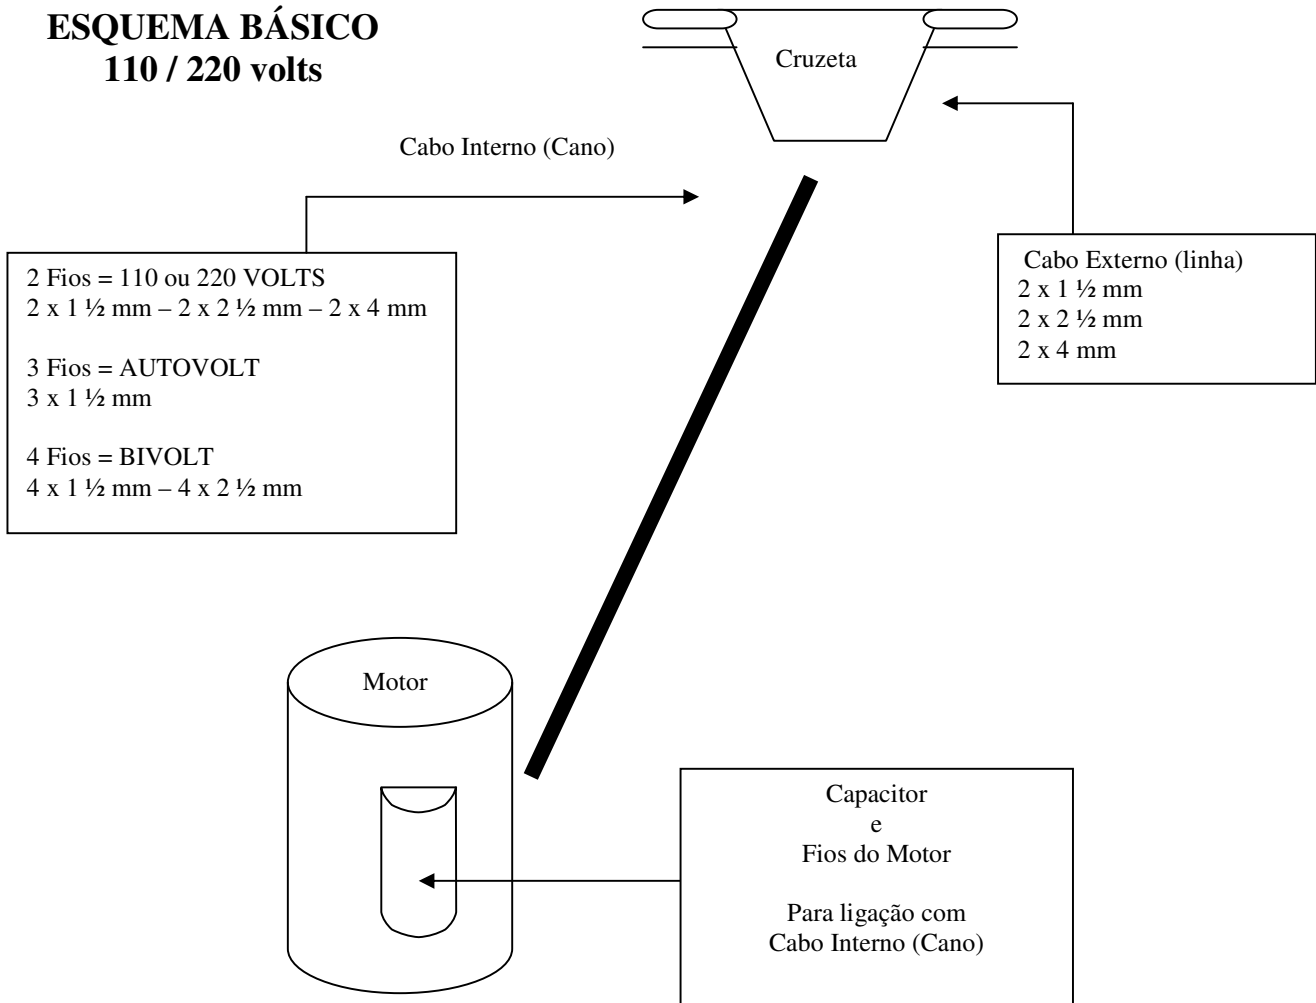 ESQUEMA BÁSICO
110 / 220 volts
Cruzeta
Cabo Interno (Cano)
2 Fios = 110 ou 220 VOLTS
2 x 1 ½ mm – 2 x 2 ½ mm – 2 x 4 mm
3 Fios = AUTOVOLT
3 x 1 ½ mm
4 Fios = BIVOLT
4 x 1 ½ mm – 4 x 2 ½ mm
Cabo Externo (linha)
2 x 1 ½ mm
2 x 2 ½ mm
2 x 4 mm
Motor
Capacitor
e
Fios do Motor
Para ligação com
Cabo Interno (Cano)